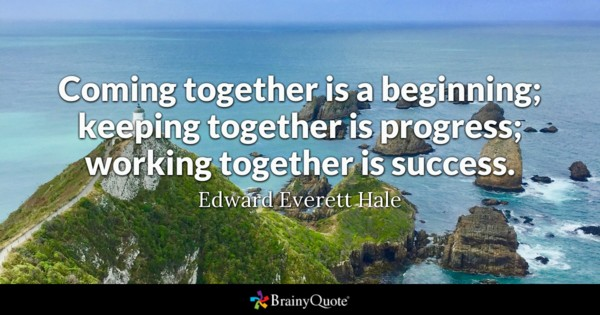 Coming together is a beginning;
keeping together is progress;
working together is success.
Edward Everett Hale
BrainyQuote®